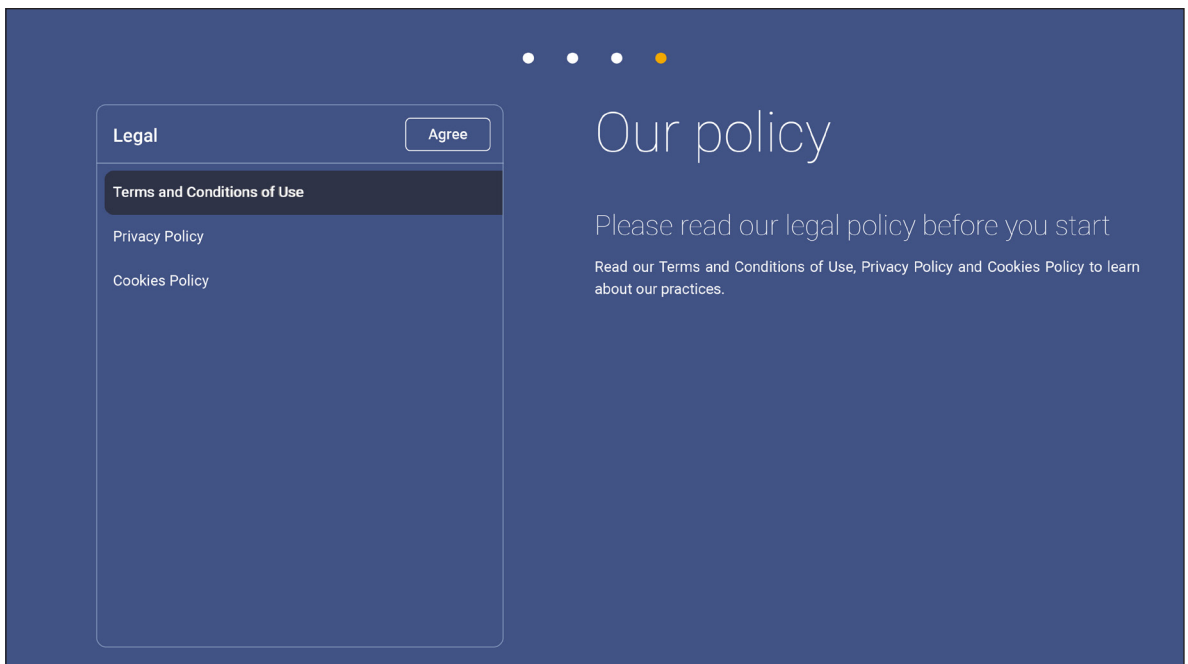 Legal
Agree
Terms and Conditions of Use
Privacy Policy
Cookies Policy
Our policy
Please read our legal policy before you start
Read our Terms and Conditions of Use, Privacy Policy and Cookies Policy to learn
about our practices.